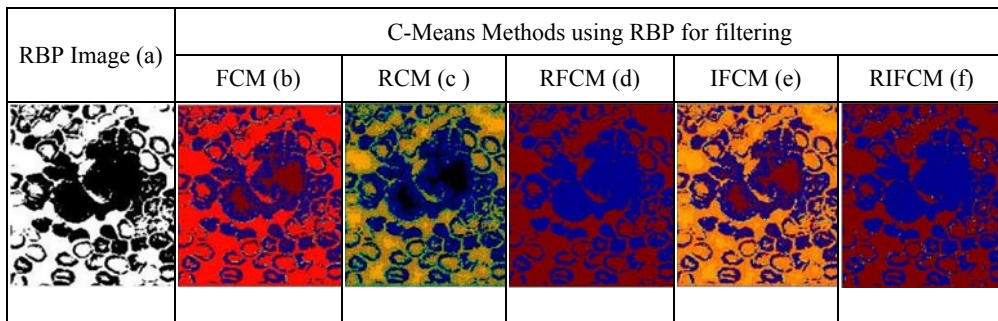 C-Means Methods using RBP for filtering
RBP Image (a)
FCM (b)
RCM (c )
RFCM (d)
IFCM (e)
RIFCM (f)